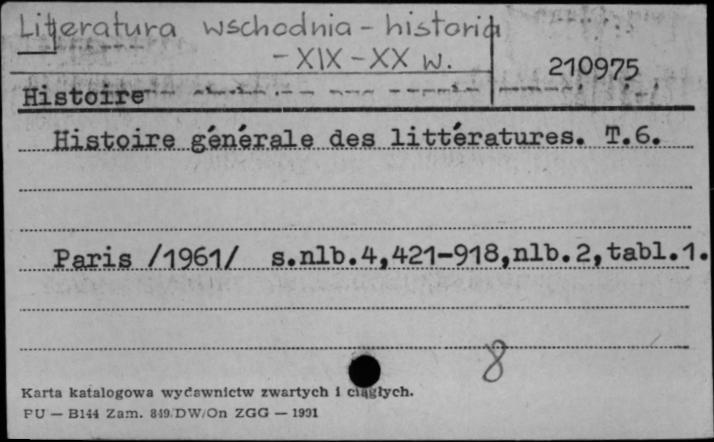 Literatura wschodnia - historia
- XIX - XX w.
210975
Histoire
Histoire générale des littératures. T.6.
Paris /1961/ s.nlb.4,421-918,nlb.2,tabl.1.
8
Karta katalogowa wydawnictw zwartych i ciągłych.
PU — B144 Zam. 849/DW/On ZGG — 1991